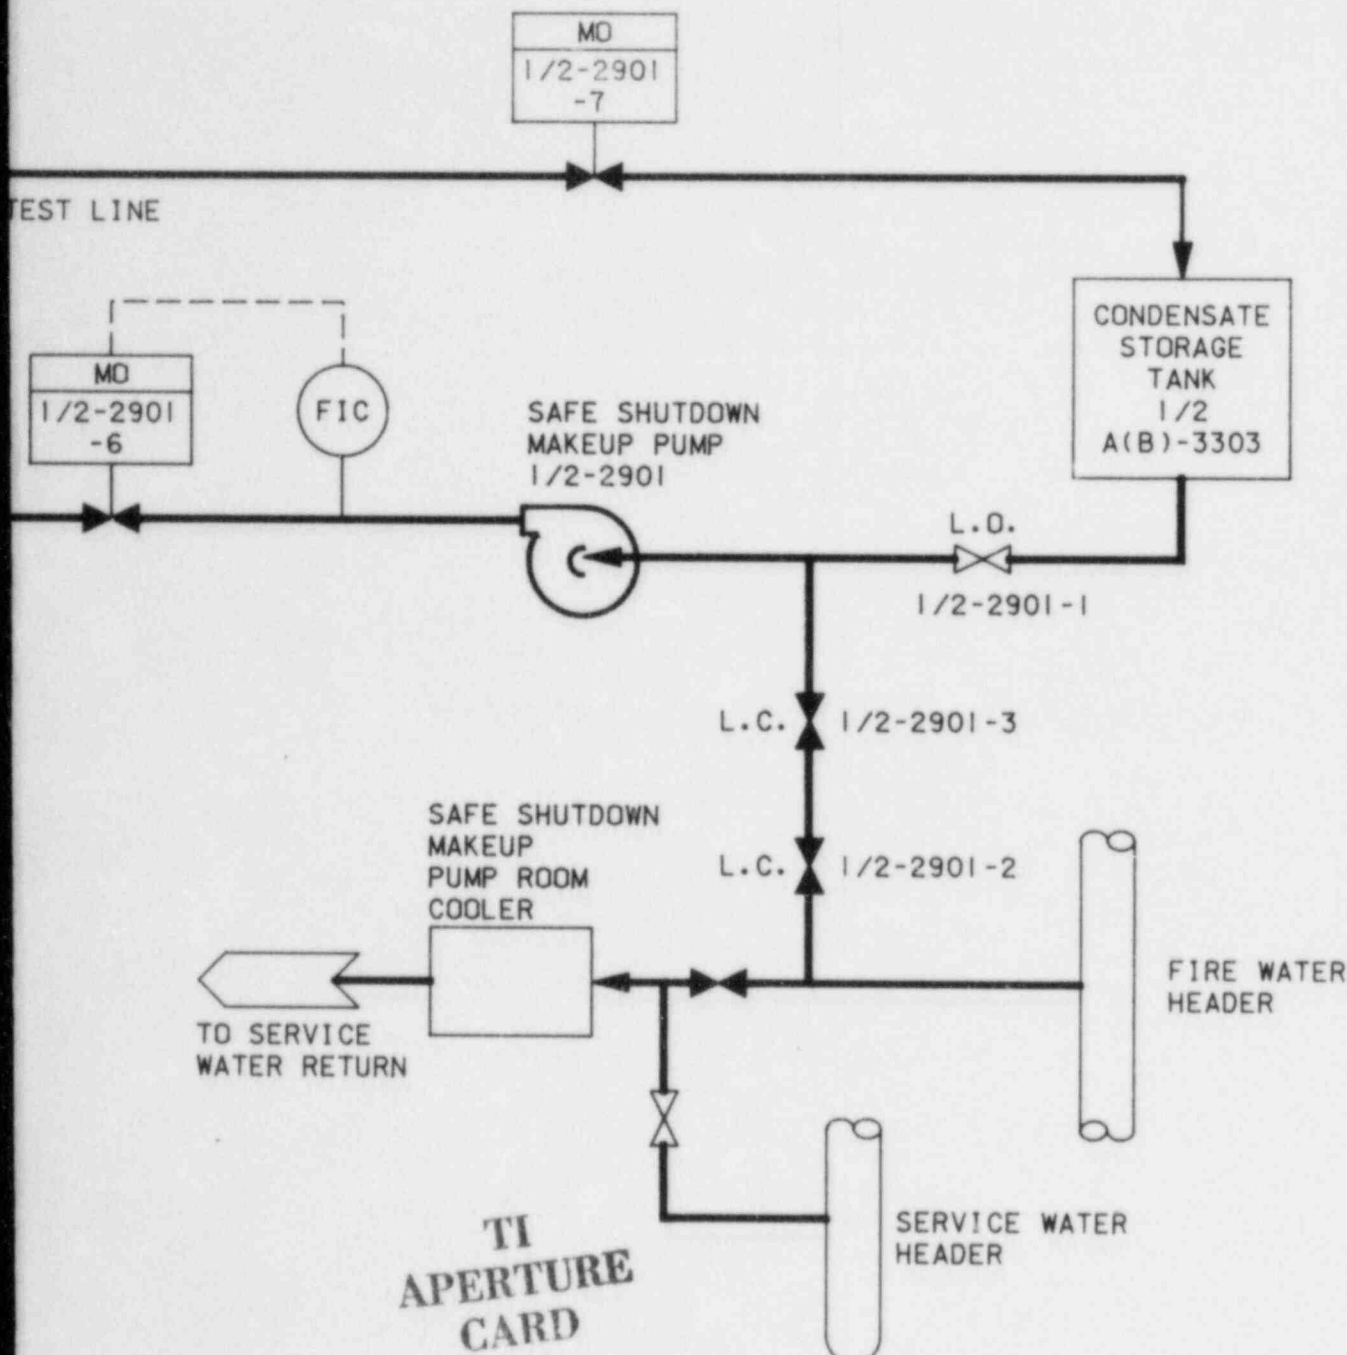 MO
1/2-2901
-7
TEST LINE
MO
1/2-2901
-6
FIC
SAFE SHUTDOWN
MAKEUP PUMP
1/2-2901
CONDENSATE
STORAGE
TANK
1/2
A(B)-3303
L.O.
1/2-2901-1
L.C. 1/2-2901-3
L.C. 1/2-2901-2
SAFE SHUTDOWN
MAKEUP
PUMP ROOM
COOLER
TO SERVICE
WATER RETURN
FIRE WATER
HEADER
SERVICE WATER
HEADER
TI
APERTURE
CARD